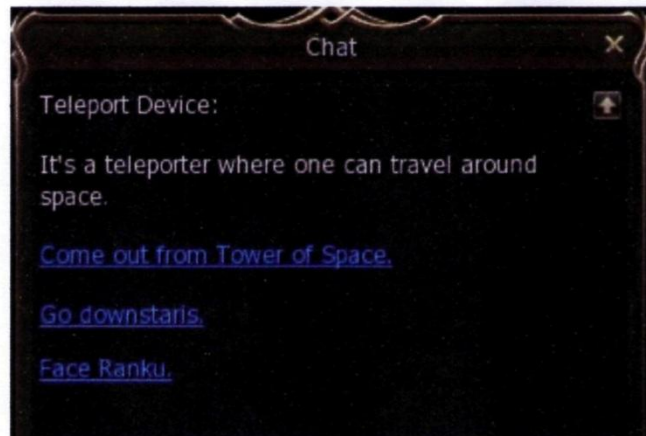 Chat
Teleport Device:
It's a teleporter where one can travel around
space.
Come out from Tower of Space.
Go downstaris.
Face Ranku.